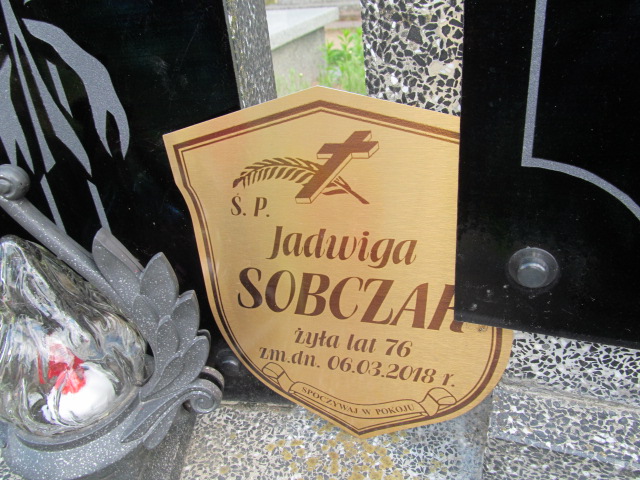 Ś. P.
Jadwiga
SOBCZAK
żyła lat 76
zm.dn. 06.03.2018 r.
SPOCZYWAJ W POKOJU